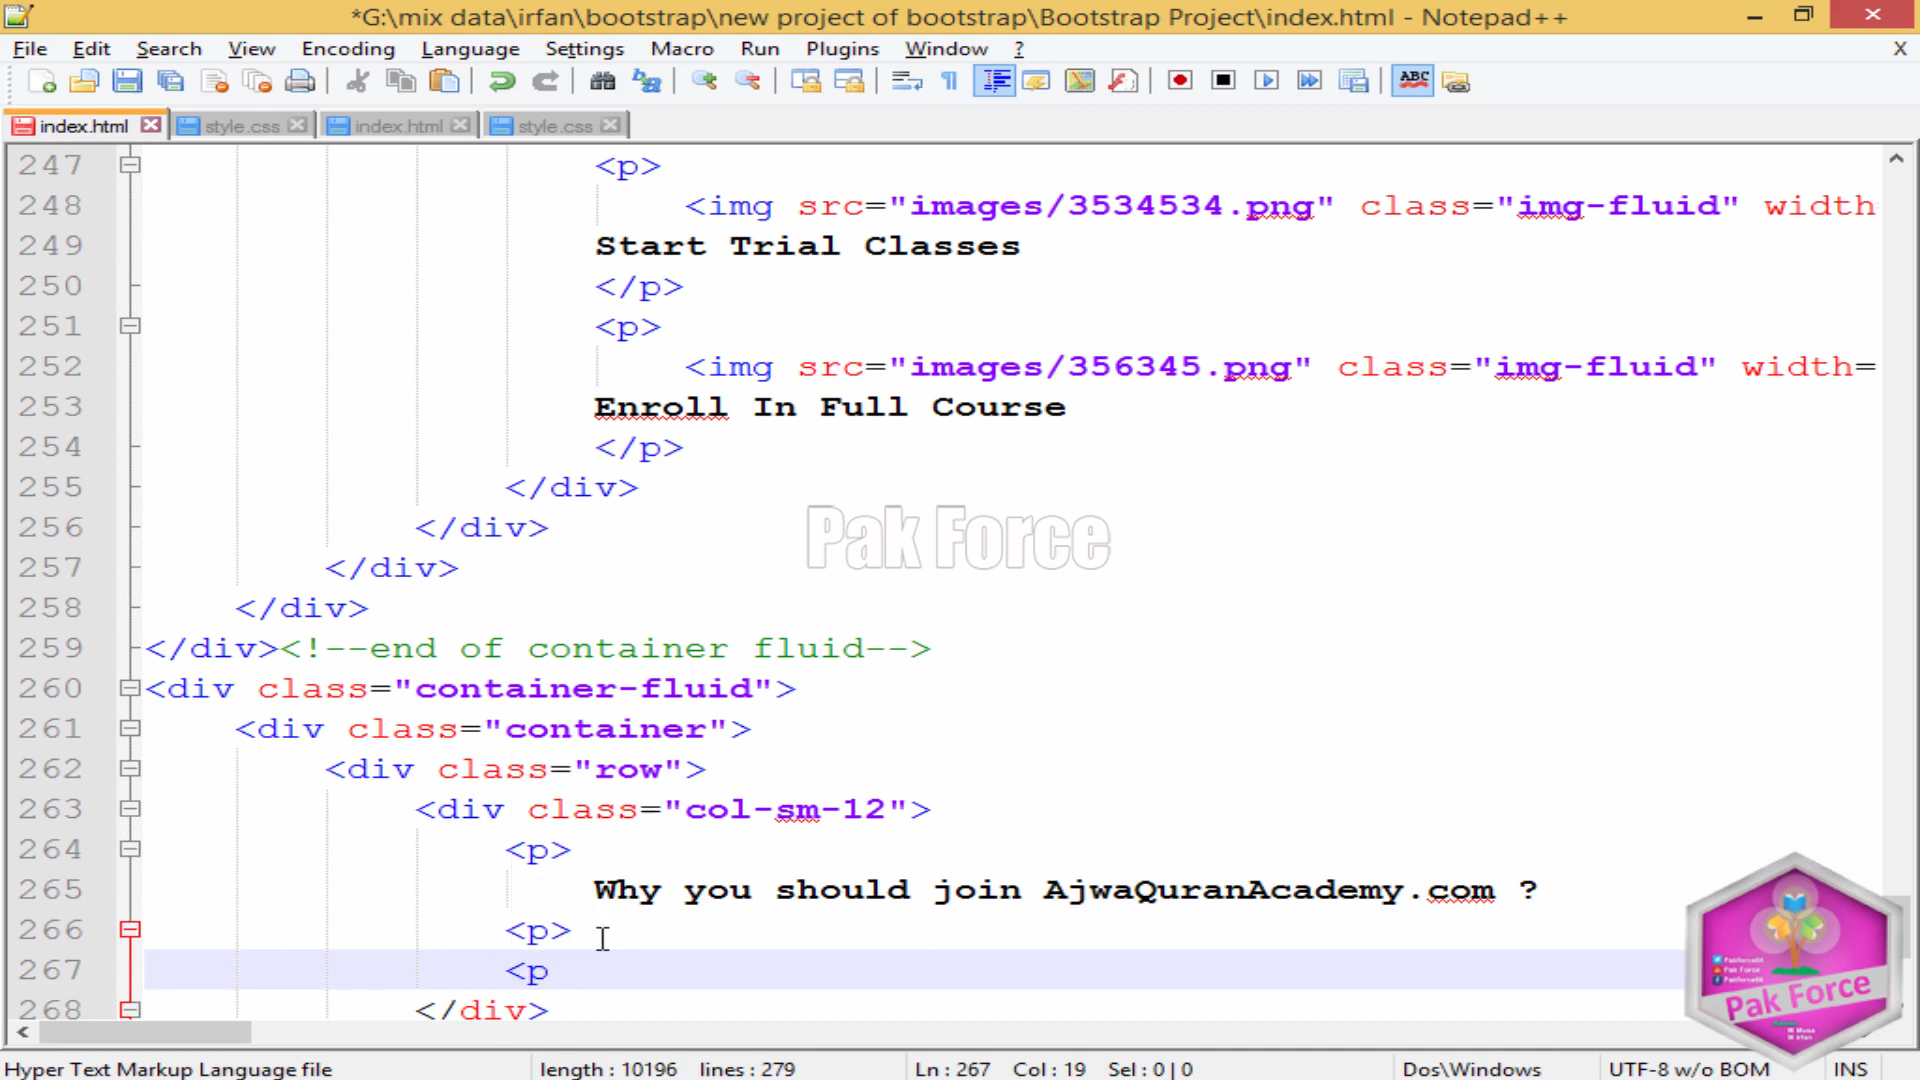 *G:\mix data\irfan\bootstrap\new project of bootstrap\Bootstrap Project\index.html - Notepad++
File Edit Search View Encoding Language Settings Macro Run Plugins Window ? X
ABC
index.html style.css index.html style.css
247 <p>
248 <img src="images/3534534.png" class="img-fluid" width
249 Start Trial Classes
250 </p>
251 <p>
252 <img src="images/356345.png" class="img-fluid" width=
253 Enroll In Full Course
254 </p>
255 </div>
256 </div>
257 </div>
258 </div>
259 </div><!--end of container fluid-->
260 <div class="container-fluid">
261 <div class="container">
262 <div class="row">
263 <div class="col-sm-12">
264 <p>
265 Why you should join AjwaQuranAcademy.com ?
266 <p>
267 <p
268 </div>
Pak Force
Pak Force
Hyper Text Markup Language file length : 10196 lines : 279 Ln : 267 Col : 19 Sel : 0 | 0 Dos\Windows UTF-8 w/o BOM INS